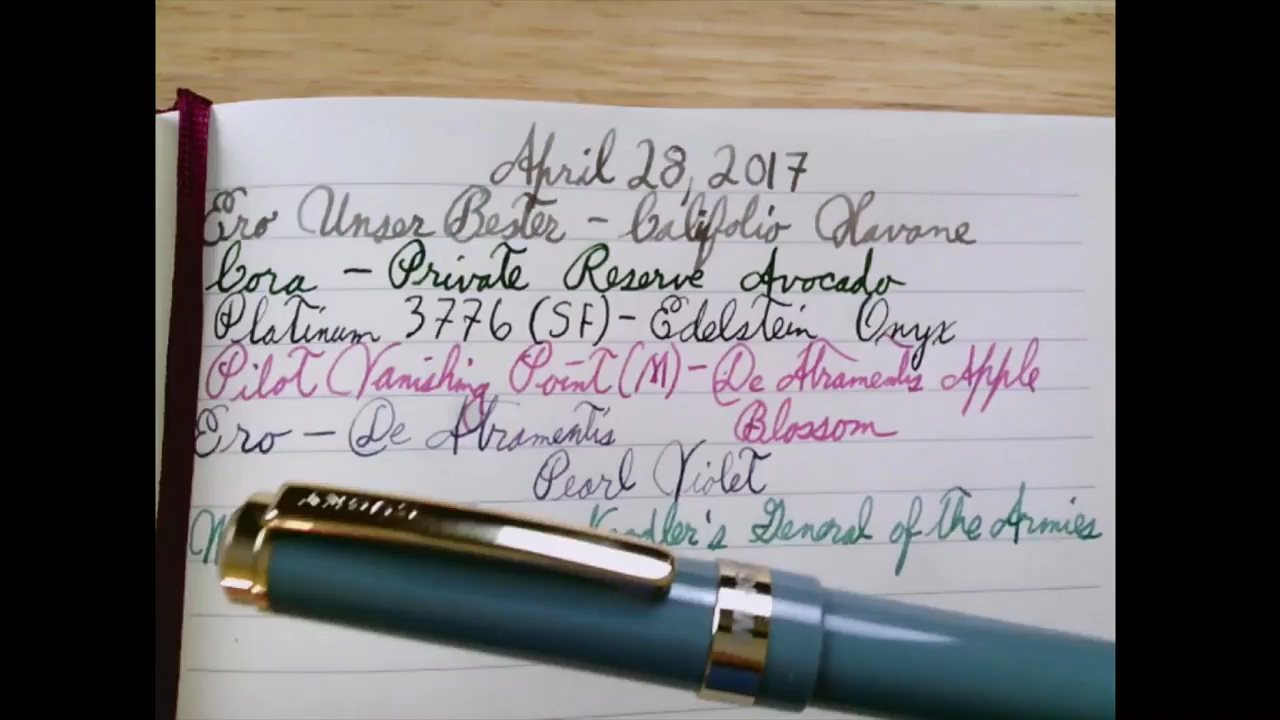 April 28, 2017
Ero Unser Bester - Califolio Havane
Cora - Private Reserve Avocado
Platinum 3776 (SF) - Edelstein Onyx
Pilot Vanishing Point (M) - De Atramentis Apple
Blossom
Ero - De Atramentis
Pearl Violet
General of the Armies